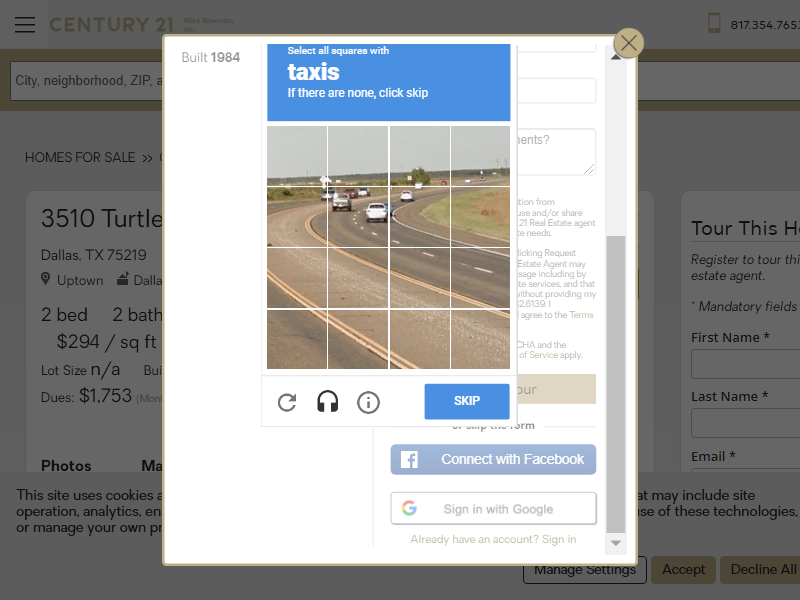 CENTURY 21
Mike Bowman,
Inc.
817.354.765
City, neighborhood, ZIP, a
HOMES FOR SALE »
3510 Turtle
Dallas, TX 75219
Uptown
Dalla
2 bed 2 bath
$294 / sq ft
Lot Size n/a Bui
Dues: $1,753 (Mont
Photos Ma
Built 1984
Select all squares with
taxis
If there are none, click skip
SKIP
ents?
tion from
use and/or share
21 Real Estate agent
te needs.
licking Request
Estate Agent may
sage including by
te services, and that
without providing my
62.6139. I
agree to the Terms
CHA and the
of Service apply.
our
or skip the form
Connect with Facebook
Sign in with Google
Already have an account? Sign in
Tour This H
Register to tour thi
estate agent.
* Mandatory fields
First Name *
Last Name *
Email *
This site uses cookies a
operation, analytics, en
or manage your own pr
at may include site
use of these technologies,
Manage Settings
Accept
Decline All